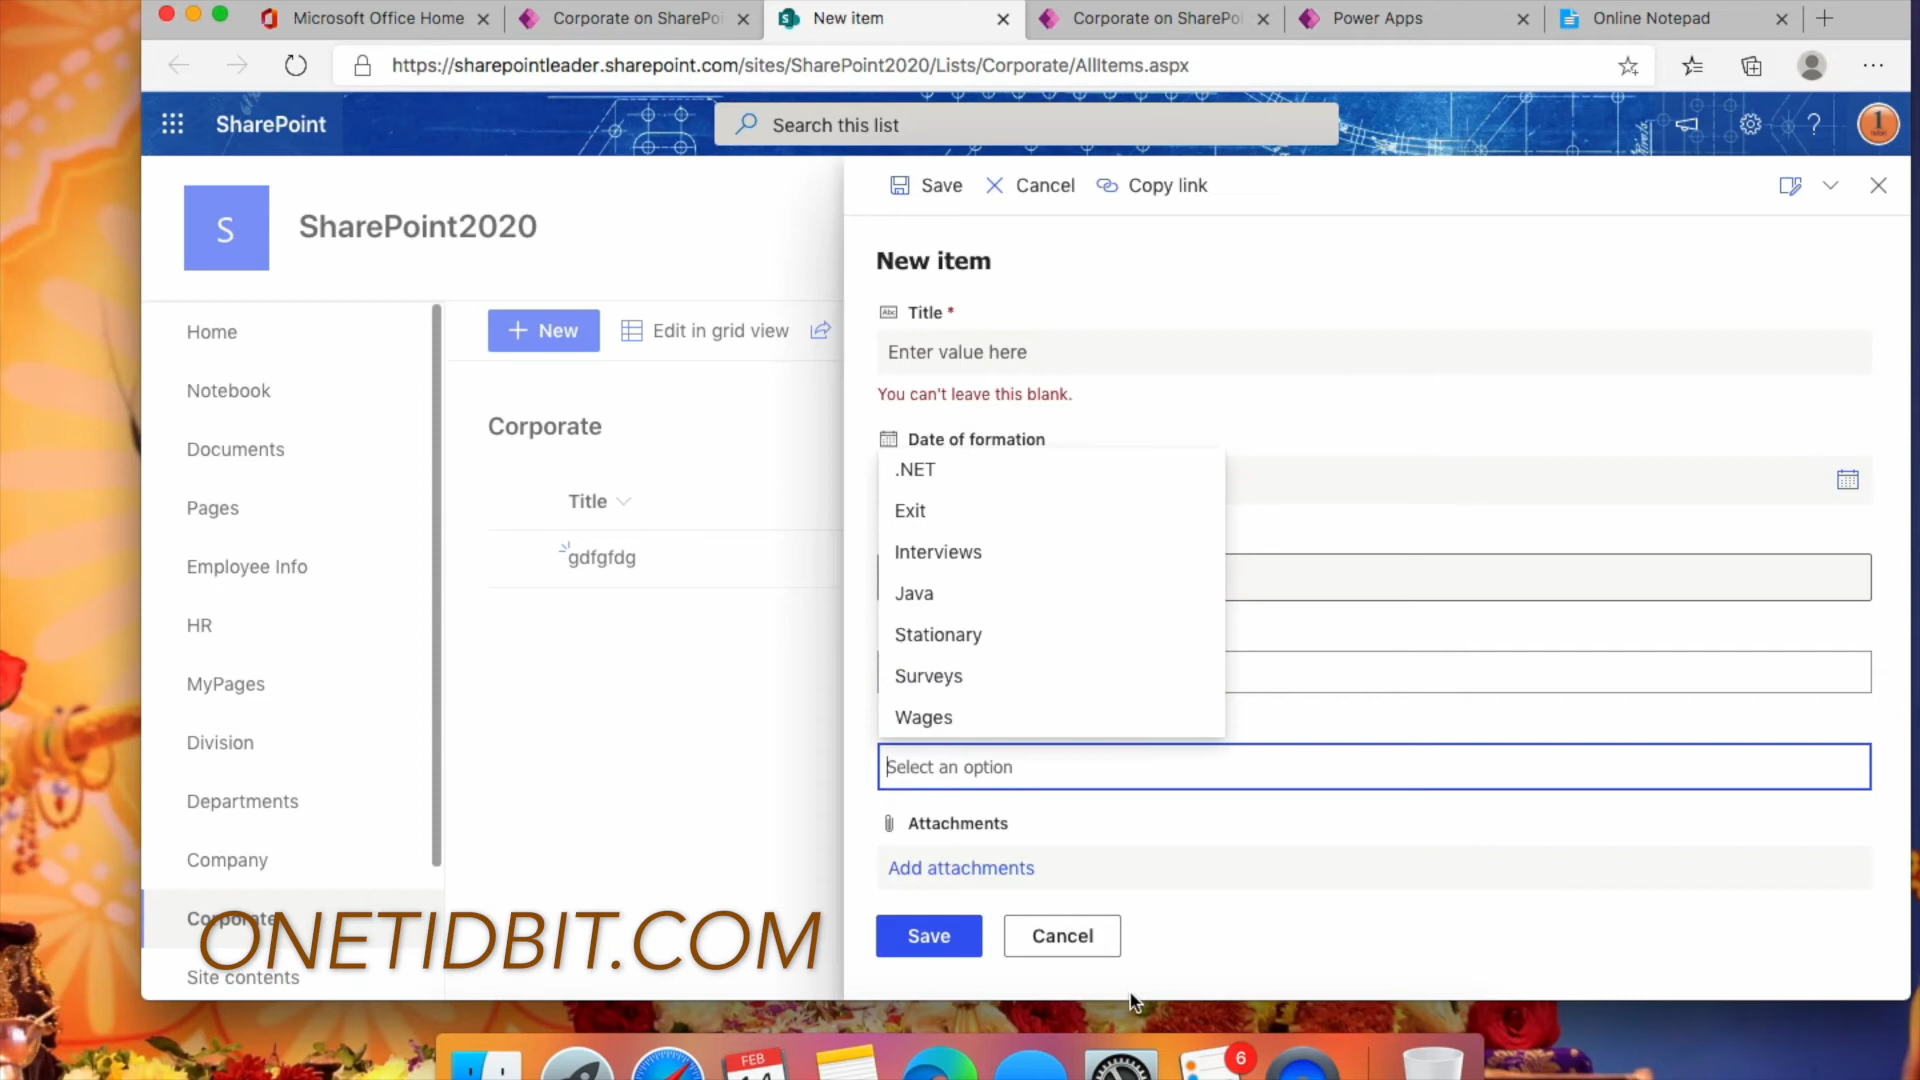 Microsoft Office Home
Corporate on SharePoi
New item
Corporate on SharePoi
Power Apps
Online Notepad
https://sharepointleader.sharepoint.com/sites/SharePoint2020/Lists/Corporate/AllItems.aspx
SharePoint
Search this list
1
Save
Cancel
Copy link
S
SharePoint2020
New item
Title *
Home
New
Edit in grid view
Enter value here
Notebook
You can't leave this blank.
Corporate
Date of formation
Documents
.NET
Title
Pages
Exit
gdfgfdg
Interviews
Employee Info
Java
HR
Stationary
MyPages
Surveys
Division
Wages
Select an option
Departments
Attachments
Company
Add attachments
Corporate
ONETIDBIT.COM
Save
Cancel
Site contents
FEB
6